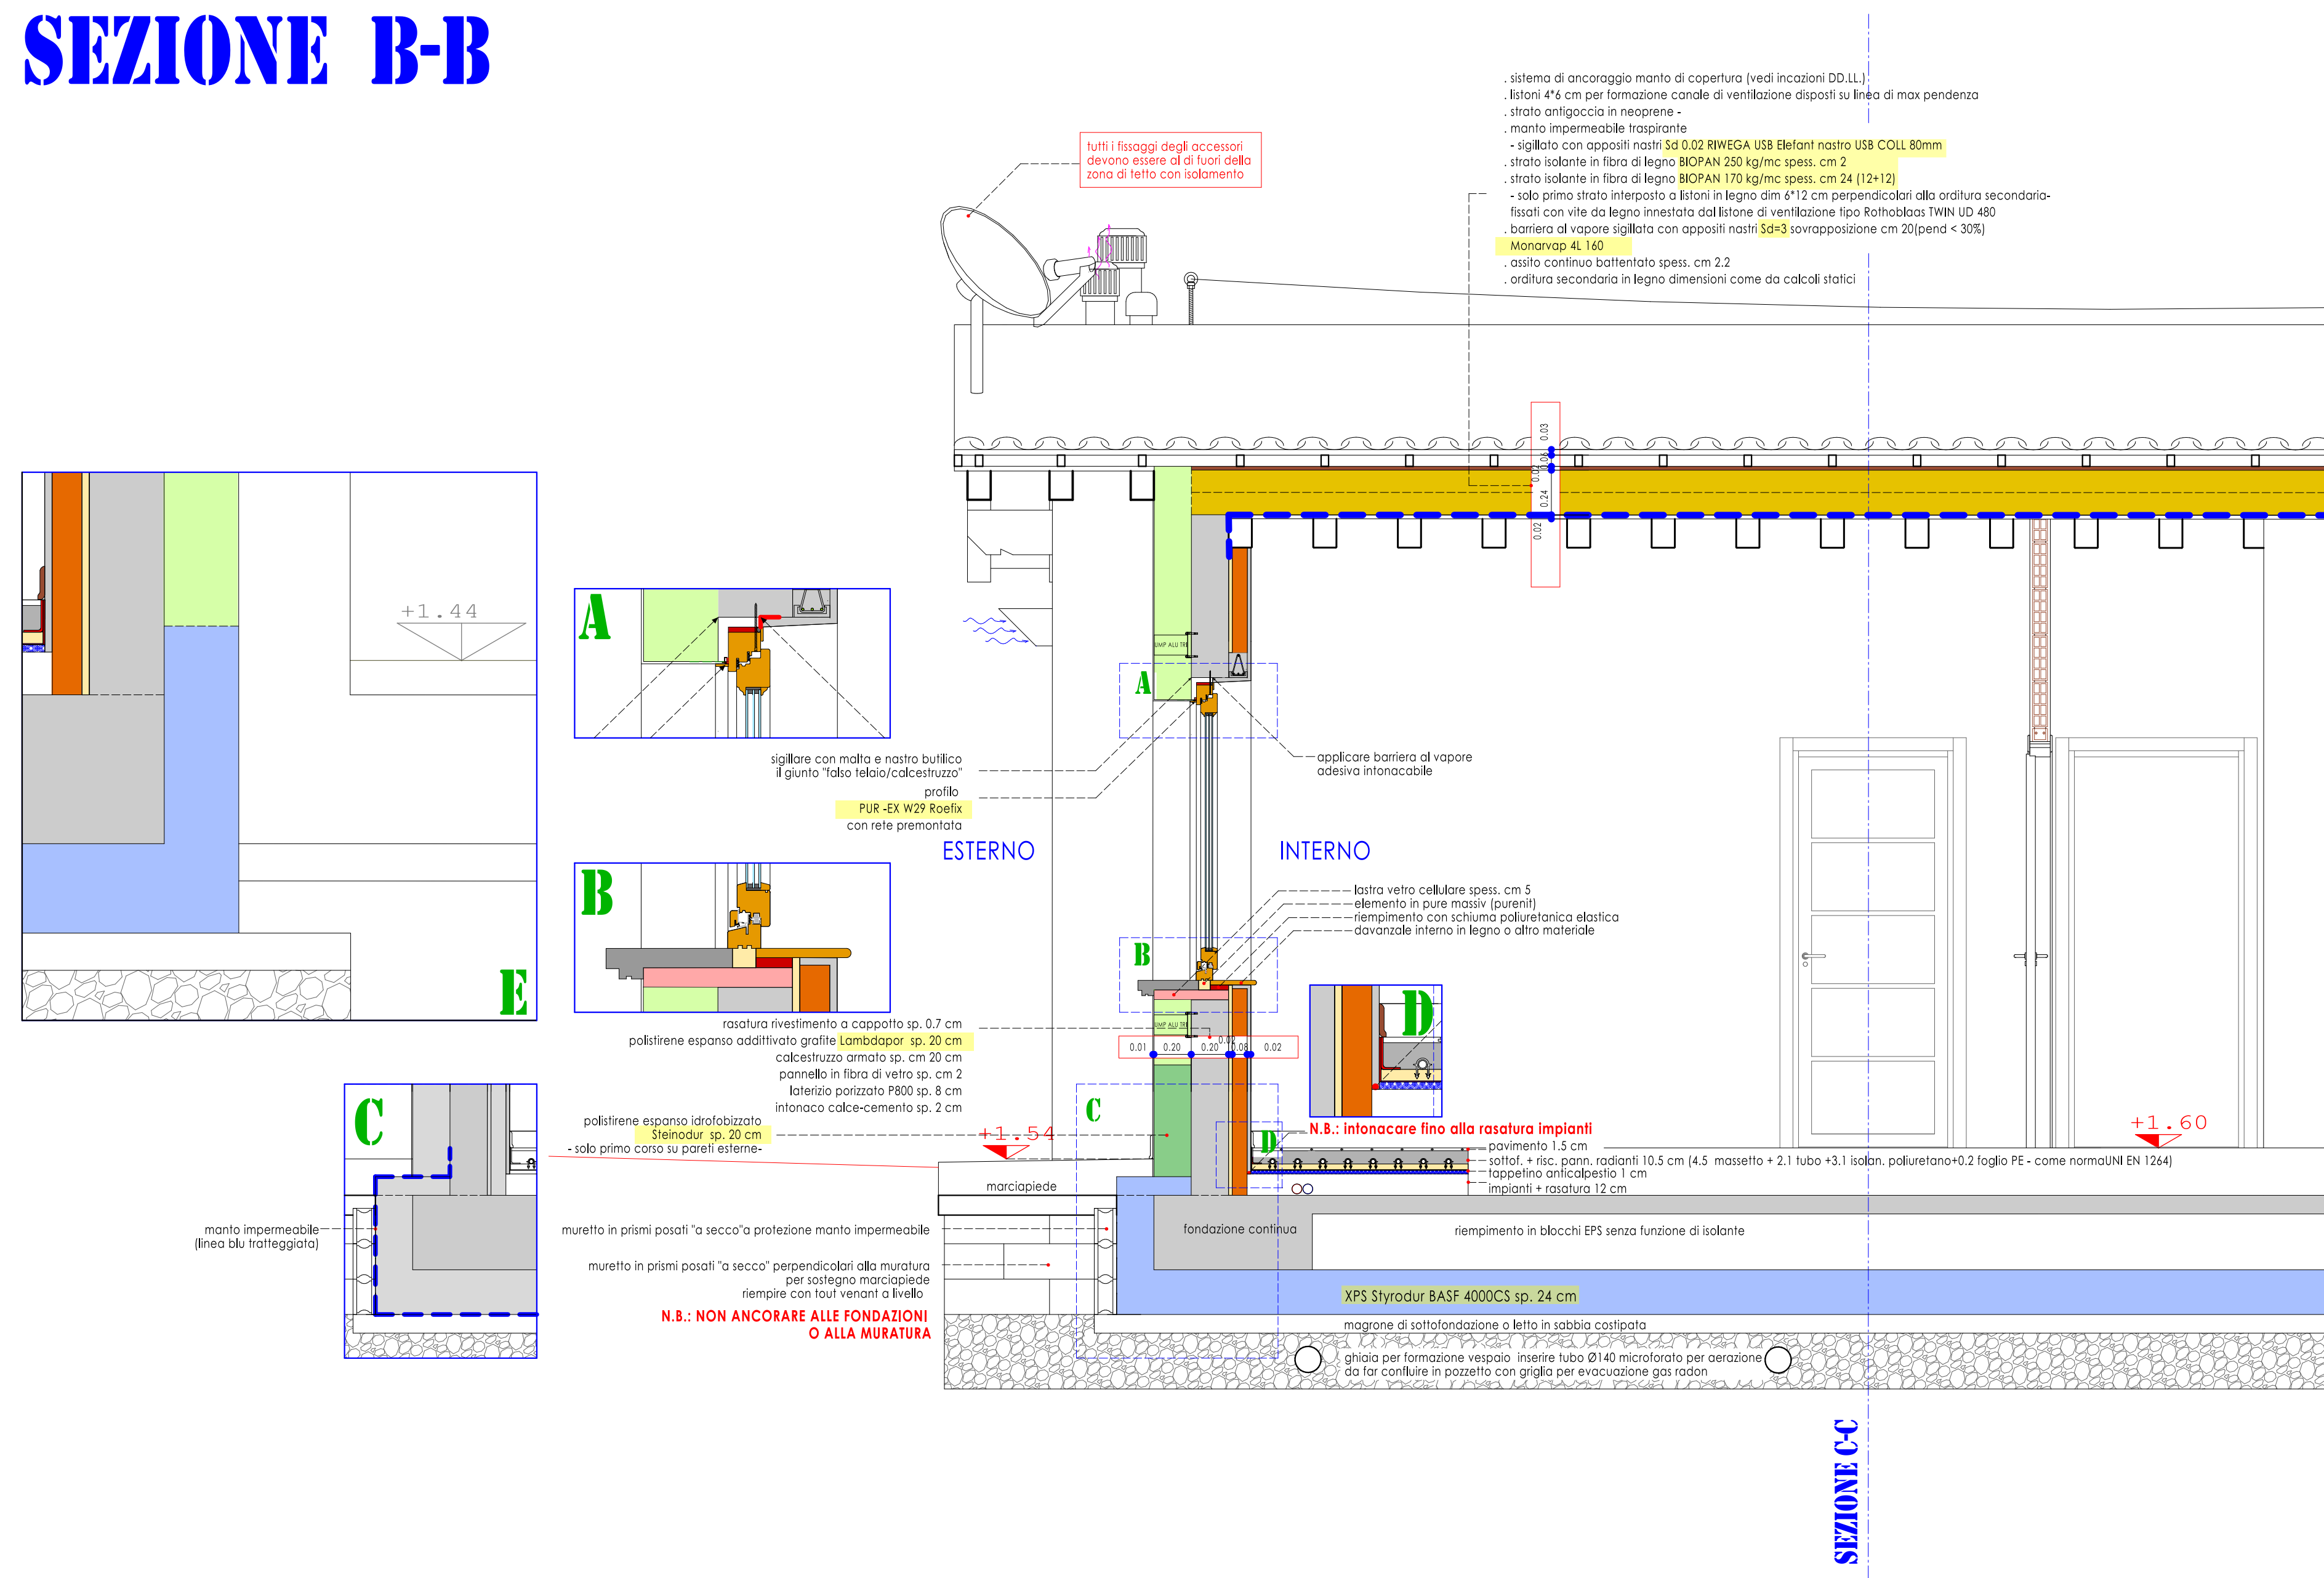 SEZIONE B-B
. sistema di ancoraggio manto di copertura (vedi incazioni DD.LL.)
. listoni 4*6 cm per formazione canale di ventilazione disposti su linea di max pendenza
. strato antigoccia in neoprene -
. manto impermeabile traspirante
- sigillato con appositi nastri Sd 0.02 RIWEGA USB Elefant nastro USB COLL 80mm
. strato isolante in fibra di legno BIOPAN 250 kg/mc spess. cm 2
. strato isolante in fibra di legno BIOPAN 170 kg/mc spess. cm 24 (12+12)
- solo primo strato interposto a listoni in legno dim 6*12 cm perpendicolari alla orditura secondaria-
fissati con vite da legno innestata dal listone di ventilazione tipo Rothoblaas TWIN UD 480
. barriera al vapore sigillata con appositi nastri Sd=3 sovrapposizione cm 20(pend < 30%)
Monarvap 4L 160
. assito continuo battentato spess. cm 2.2
. orditura secondaria in legno dimensioni come da calcoli statici
tutti i fissaggi degli accessori
devono essere al di fuori della
zona di tetto con isolamento
0.03
0.06
0.02
0.24
0.02
+1.44
E
A
UMP ALU TRI
A
sigillare con malta e nastro butilico
il giunto "falso telaio/calcestruzzo"
profilo
PUR -EX W29 Roefix
con rete premontata
applicare barriera al vapore
adesiva intonacabile
ESTERNO
INTERNO
B
B
lastra vetro cellulare spess. cm 5
elemento in pure massiv (purenit)
riempimento con schiuma poliuretanica elastica
davanzale interno in legno o altro materiale
rasatura rivestimento a cappotto sp. 0.7 cm
polistirene espanso addittivato grafite Lambdapor sp. 20 cm
calcestruzzo armato sp. cm 20 cm
pannello in fibra di vetro sp. cm 2
laterizio porizzato P800 sp. 8 cm
intonaco calce-cemento sp. 2 cm
UMP ALU TRI
0.01 0.20 0.20 0.02 0.08 0.02
polistirene espanso idrofobizzato
Steinodur sp. 20 cm
- solo primo corso su pareti esterne-
C
C
D
D
+1.54
+1.60
N.B.: intonacare fino alla rasatura impianti
pavimento 1.5 cm
sottof. + risc. pann. radianti 10.5 cm (4.5 massetto + 2.1 tubo +3.1 isolan. poliuretano+0.2 foglio PE - come normaUNI EN 1264)
tappetino anticalpestio 1 cm
impianti + rasatura 12 cm
marciapiede
manto impermeabile
(linea blu tratteggiata)
muretto in prismi posati "a secco"a protezione manto impermeabile
muretto in prismi posati "a secco" perpendicolari alla muratura
per sostegno marciapiede
riempire con tout venant a livello
N.B.: NON ANCORARE ALLE FONDAZIONI
O ALLA MURATURA
fondazione continua
riempimento in blocchi EPS senza funzione di isolante
XPS Styrodur BASF 4000CS sp. 24 cm
magrone di sottofondazione o letto in sabbia costipata
ghiaia per formazione vespaio inserire tubo Ø140 microforato per aerazione
da far confluire in pozzetto con griglia per evacuazione gas radon
SEZIONE C-C